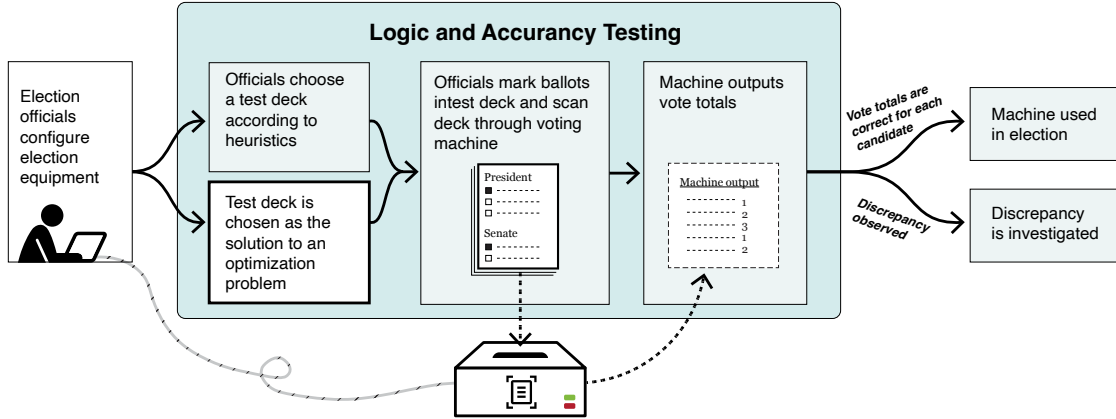 Logic and Accurancy Testing
Election
officials
configure
election
equipment
Officials choose
a test deck
according to
heuristics
Test deck is
chosen as the
solution to an
optimization
problem
Officials mark ballots
intest deck and scan
deck through voting
machine
President
Senate
Machine outputs
vote totals
Machine output
1
2
3
1
2
Vote totals are
correct for each
candidate
Discrepancy
observed
Machine used
in election
Discrepancy
is investigated